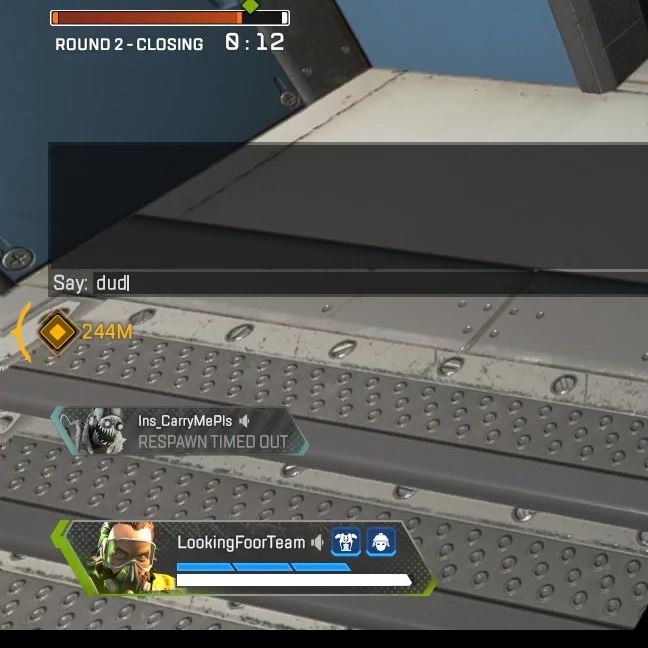 ROUND 2 - CLOSING 0:12
Say: dud
244M
Ins_CarryMePls
RESPAWN TIMED OUT
LookingFoorTeam